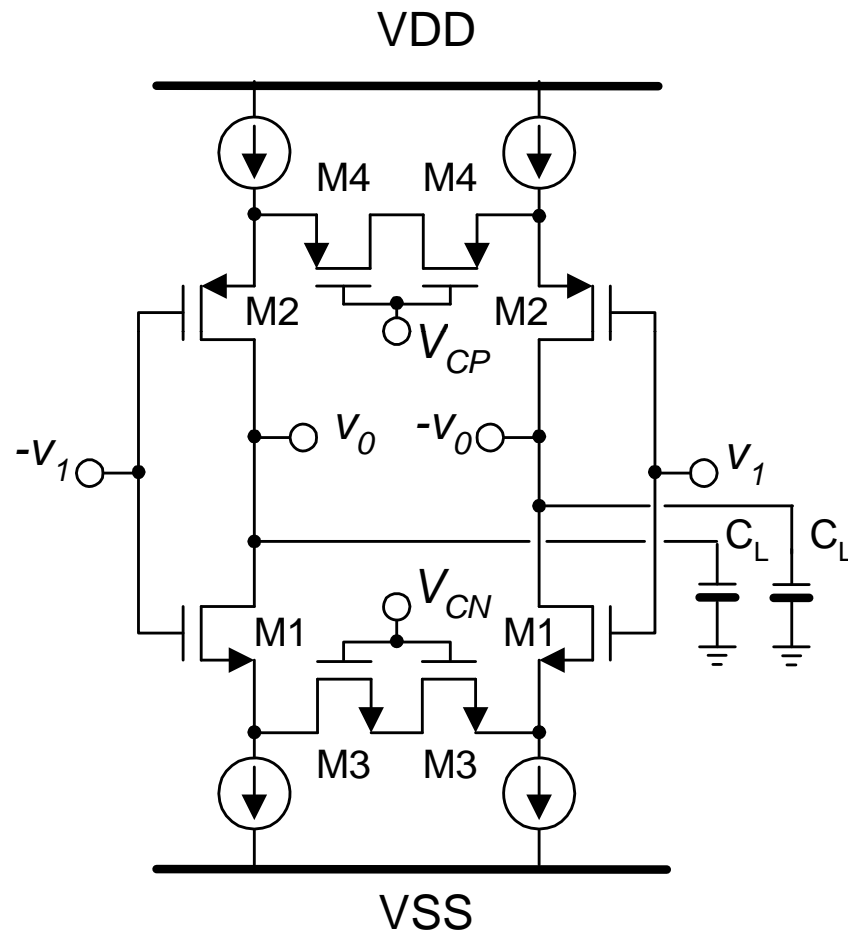 VDD
M4 M4
M2 M2
V_CP
-v_1 v_0 -v_0 v_1
C_L C_L
V_CN
M1 M1
M3 M3
VSS